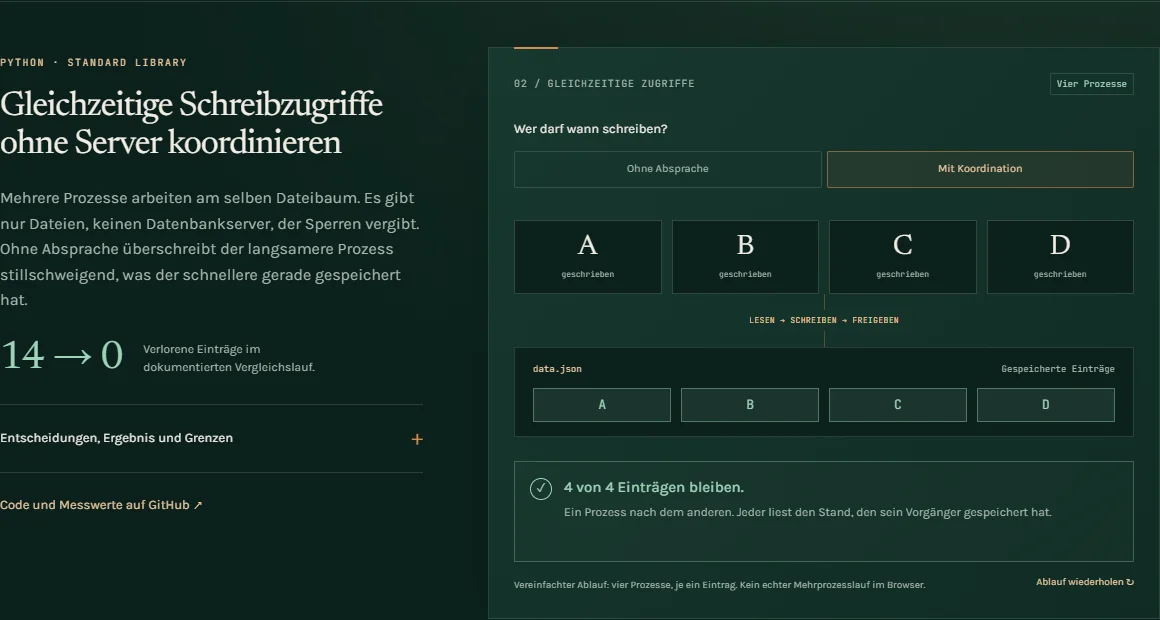 PYTHON · STANDARD LIBRARY
Gleichzeitige Schreibzugriffe
ohne Server koordinieren
Mehrere Prozesse arbeiten am selben Dateibaum. Es gibt
nur Dateien, keinen Datenbankserver, der Sperren vergibt.
Ohne Absprache überschreibt der langsamere Prozess
stillschweigend, was der schnellere gerade gespeichert
hat.
14 → 0
Verlorene Einträge im
dokumentierten Vergleichslauf.
Entscheidungen, Ergebnis und Grenzen +
Code und Messwerte auf GitHub ↗
02 / GLEICHZEITIGE ZUGRIFFE
Vier Prozesse
Wer darf wann schreiben?
Ohne Absprache
Mit Koordination
A B C D
geschrieben geschrieben geschrieben geschrieben
LESEN → SCHREIBEN → FREIGEBEN
data.json
Gespeicherte Einträge
A B C D
✓ 4 von 4 Einträgen bleiben.
Ein Prozess nach dem anderen. Jeder liest den Stand, den sein Vorgänger gespeichert hat.
Vereinfachter Ablauf: vier Prozesse, je ein Eintrag. Kein echter Mehrprozesslauf im Browser.
Ablauf wiederholen ↻